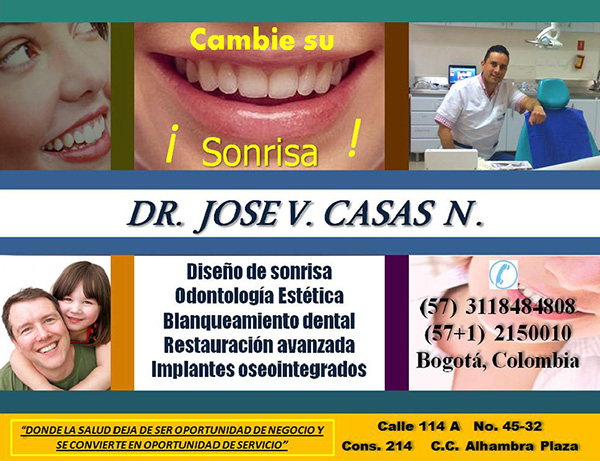 Cambie su
¡ Sonrisa !
DR. JOSE V. CASAS N.
Diseño de sonrisa
Odontología Estética
Blanqueamiento dental
Restauración avanzada
Implantes oseointegrados
(57) 3118484808
(57+1) 2150010
Bogotá, Colombia
"DONDE LA SALUD DEJA DE SER OPORTUNIDAD DE NEGOCIO Y
SE CONVIERTE EN OPORTUNIDAD DE SERVICIO"
Calle 114 A No. 45-32
Cons. 214 C.C. Alhambra Plaza